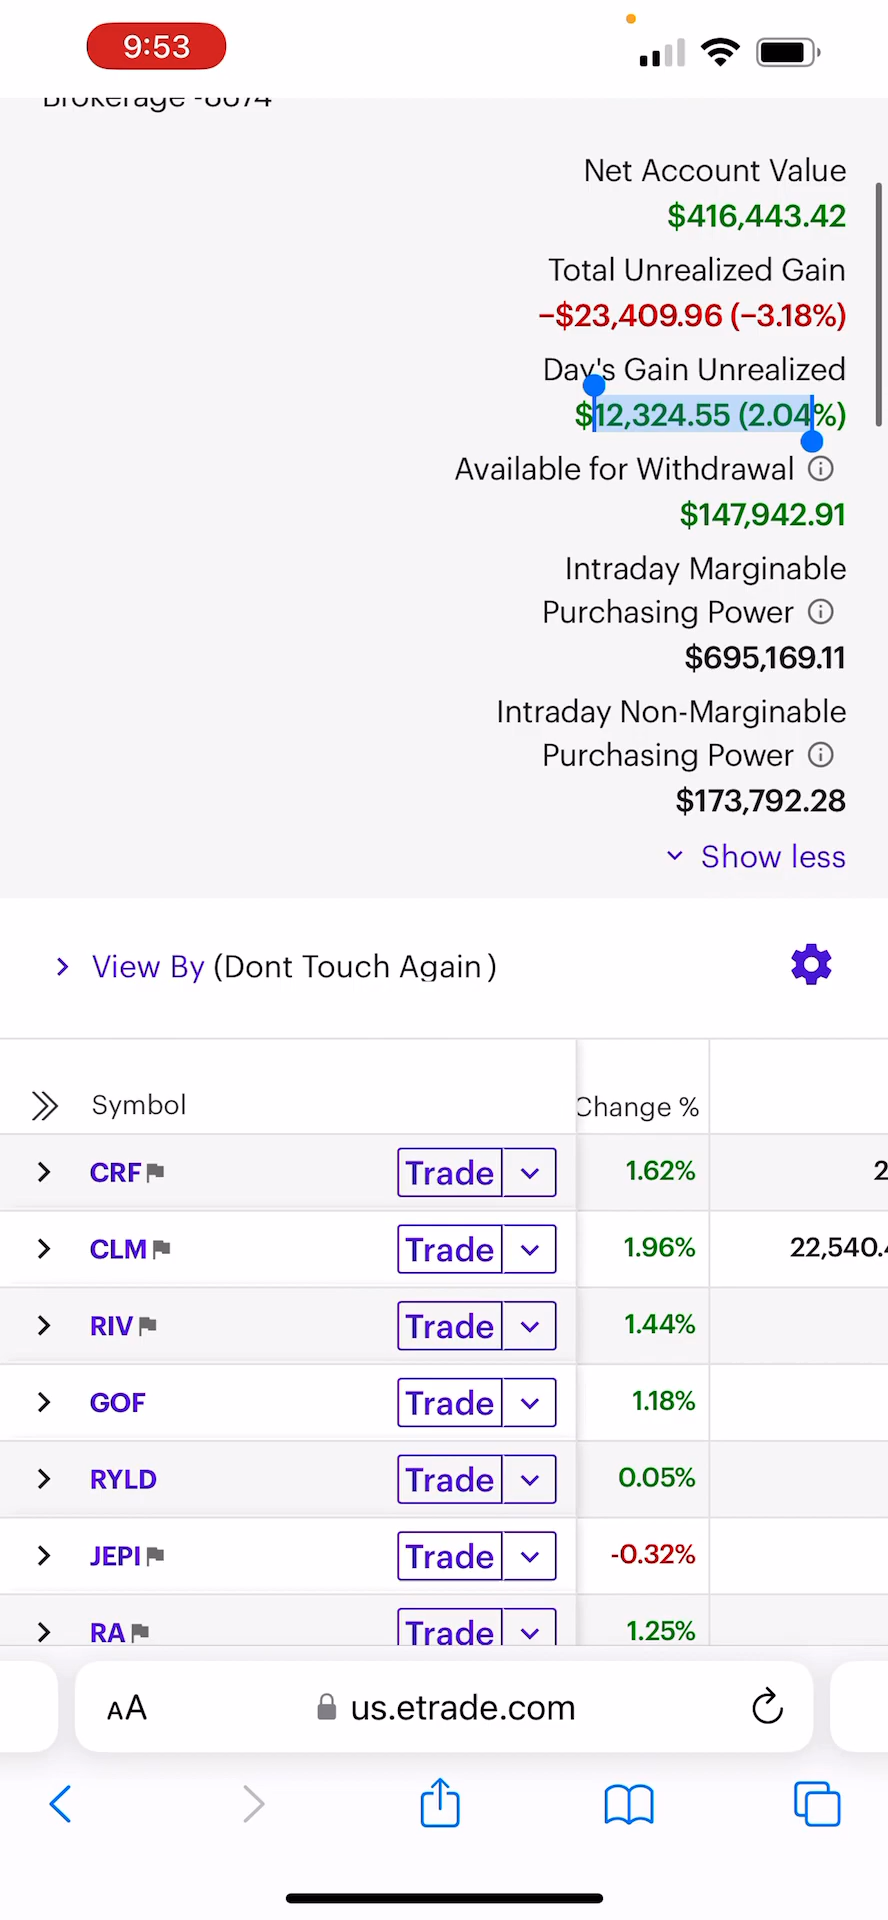 9:53
Net Account Value
$416,443.42
Total Unrealized Gain
−$23,409.96 (−3.18%)
Day's Gain Unrealized
$12,324.55 (2.04%)
Available for Withdrawal
$147,942.91
Intraday Marginable
Purchasing Power
$695,169.11
Intraday Non-Marginable
Purchasing Power
$173,792.28
Show less
View By (Dont Touch Again)
Symbol Change %
CRF Trade 1.62% 2
CLM Trade 1.96% 22,540.
RIV Trade 1.44%
GOF Trade 1.18%
RYLD Trade 0.05%
JEPI Trade -0.32%
RA Trade 1.25%
AA us.etrade.com